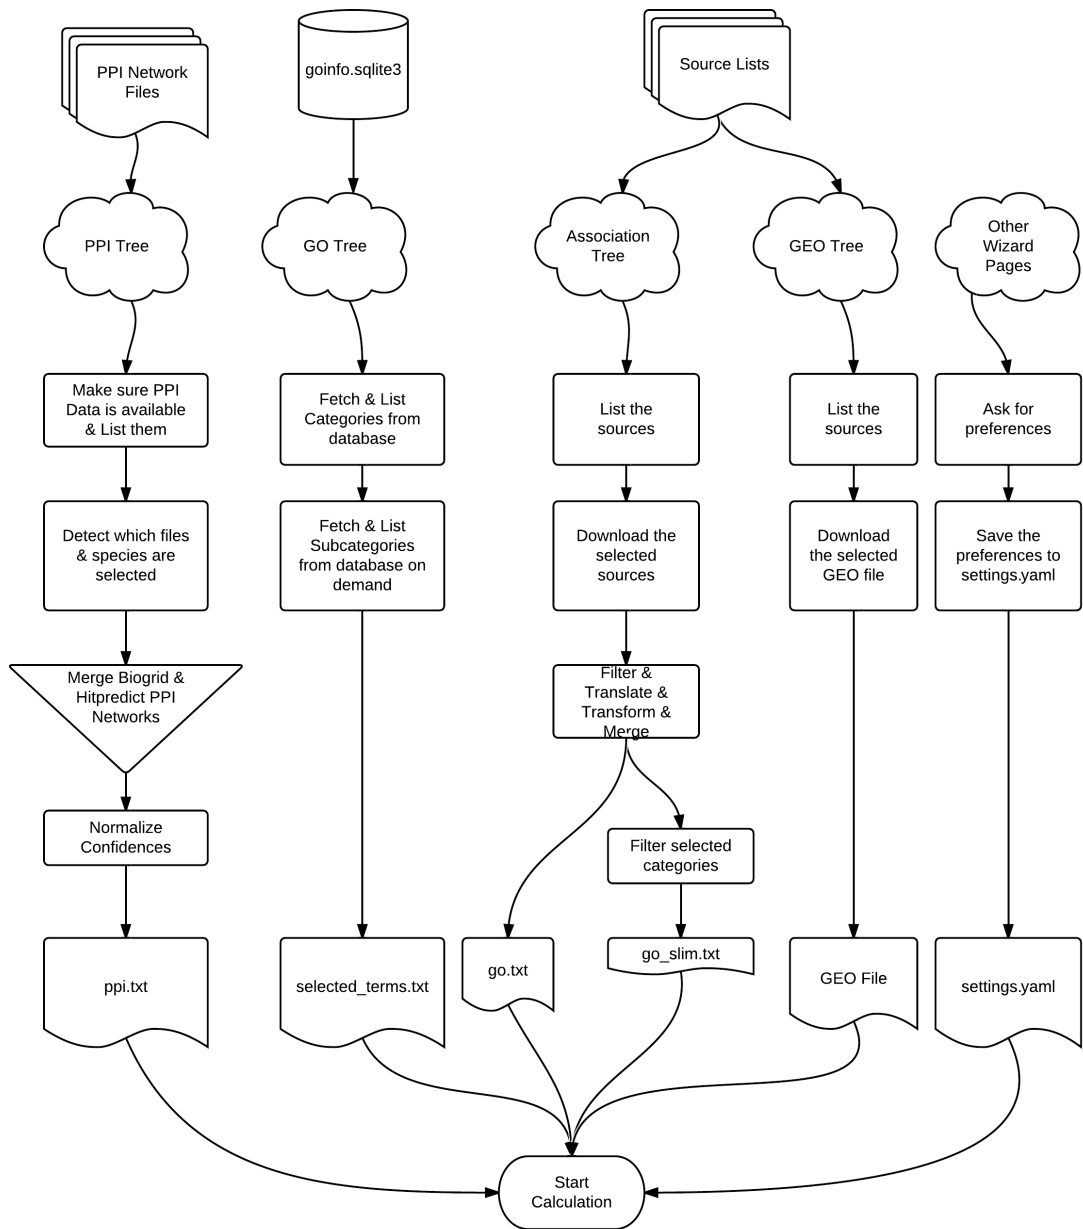 PPI Network
Files
goinfo.sqlite3
Source Lists
PPI Tree
GO Tree
Association
Tree
GEO Tree
Other
Wizard
Pages
Make sure PPI
Data is available
& List them
Fetch & List
Categories from
database
List the
sources
List the
sources
Ask for
preferences
Detect which files
& species are
selected
Fetch & List
Subcategories
from database on
demand
Download the
selected
sources
Download
the selected
GEO file
Save the
preferences to
settings.yaml
Merge Biogrid &
Hitpredict PPI
Networks
Filter &
Translate &
Transform &
Merge
Normalize
Confidences
Filter selected
categories
ppi.txt
selected_terms.txt
go.txt
go_slim.txt
GEO File
settings.yaml
Start
Calculation